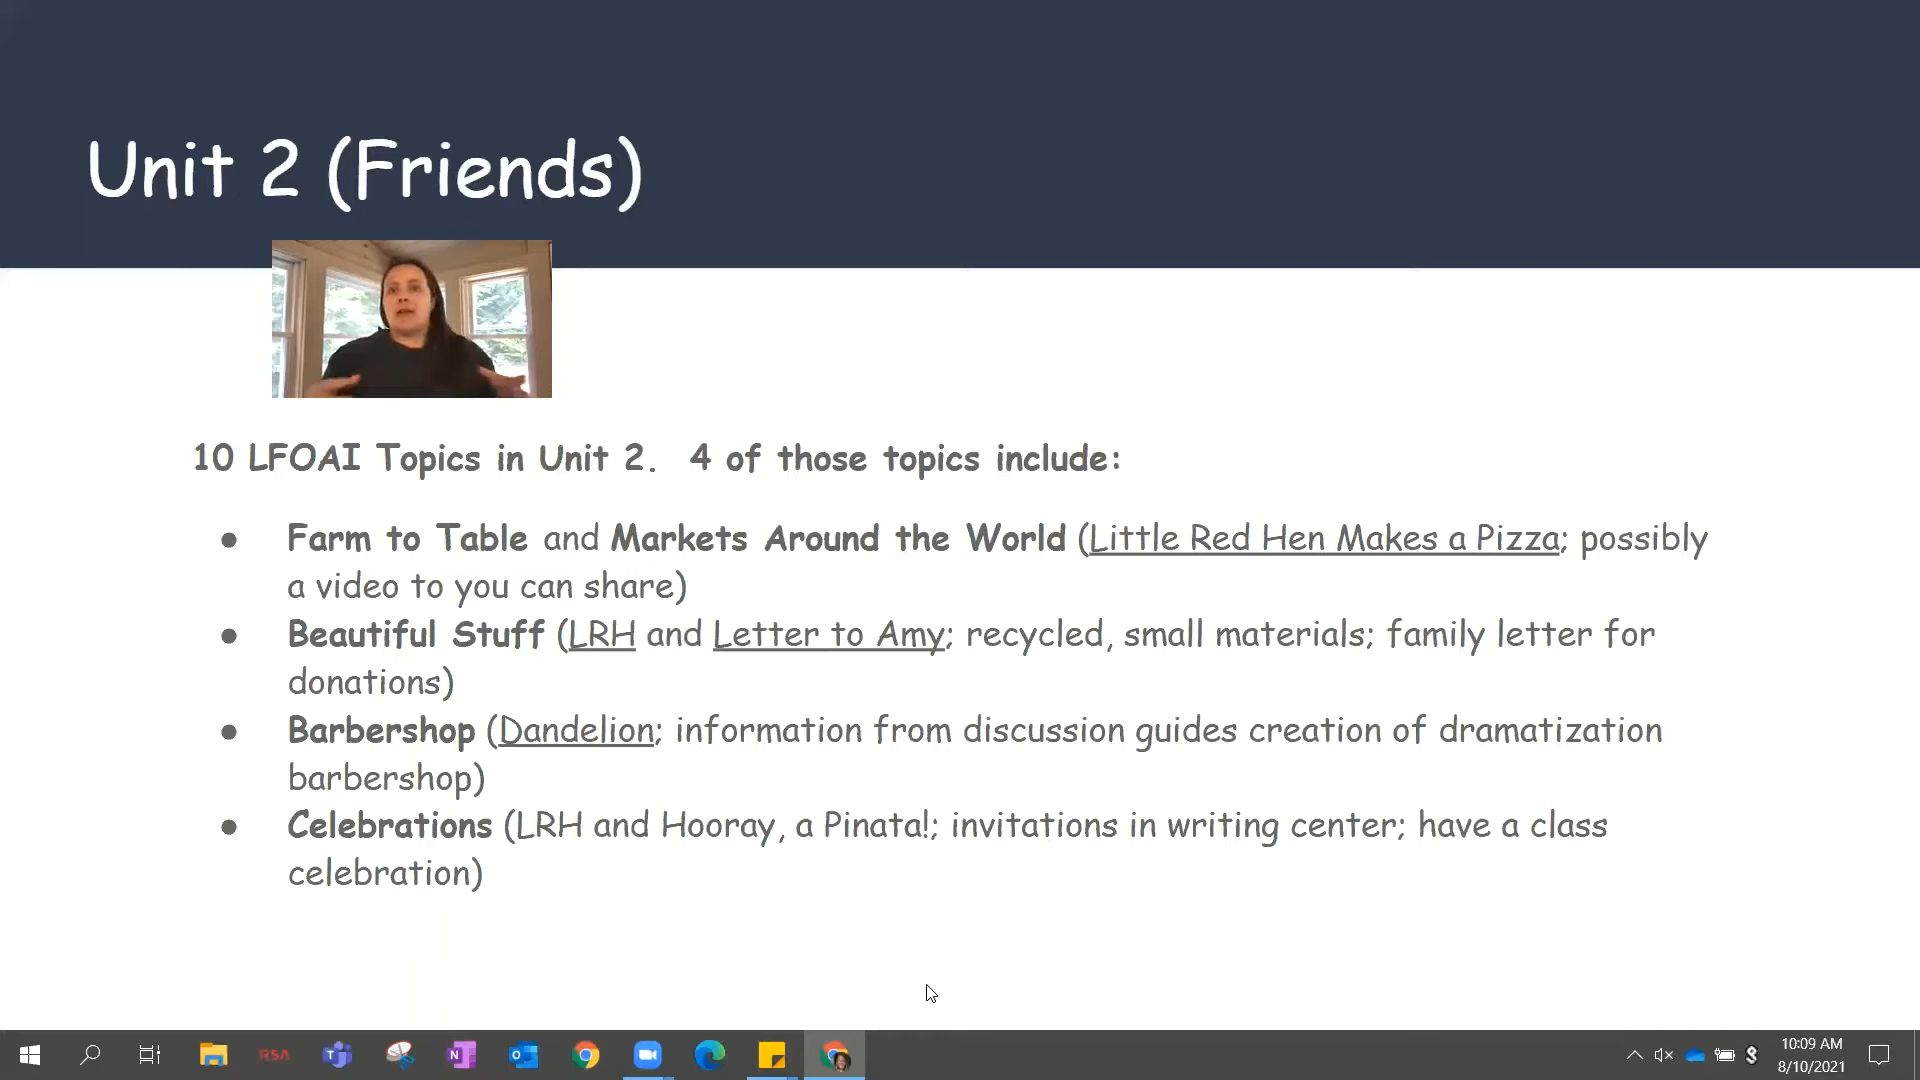 Unit 2 (Friends)
10 LFOAI Topics in Unit 2. 4 of those topics include:
● Farm to Table and Markets Around the World (Little Red Hen Makes a Pizza; possibly
a video to you can share)
● Beautiful Stuff (LRH and Letter to Amy; recycled, small materials; family letter for
donations)
● Barbershop (Dandelion; information from discussion guides creation of dramatization
barbershop)
● Celebrations (LRH and Hooray, a Pinata!; invitations in writing center; have a class
celebration)
RSA
10:09 AM
8/10/2021